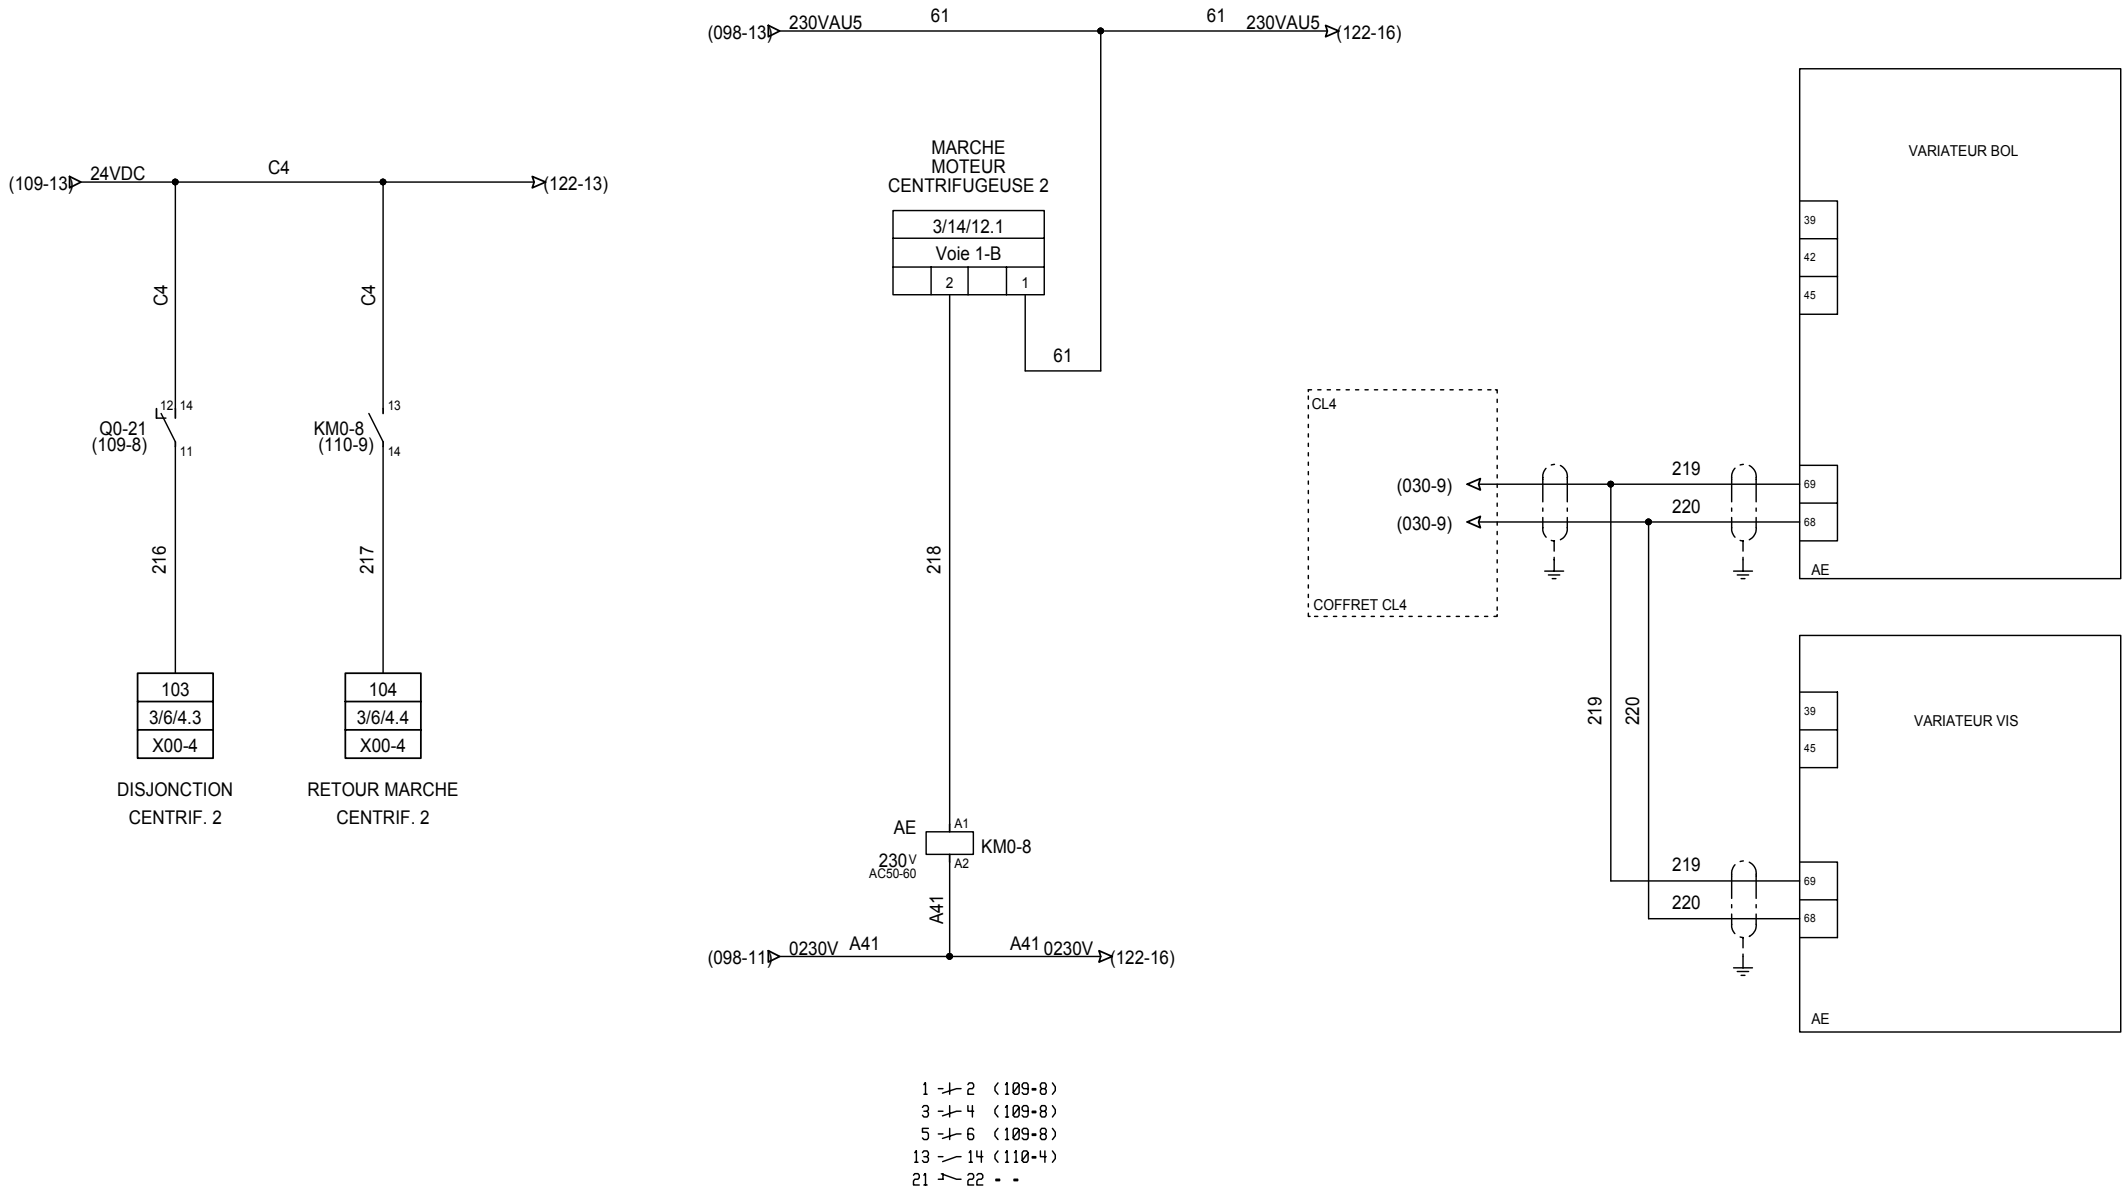 (098-13) 230VAU5 61 61 230VAU5 (122-16)
(109-13) 24VDC C4 (122-13)
C4
C4
12 14
Q0-21
(109-8)
11
13
KM0-8
(110-9)
14
216
217
103
3/6/4.3
X00-4
DISJONCTION
CENTRIF. 2
104
3/6/4.4
X00-4
RETOUR MARCHE
CENTRIF. 2
MARCHE
MOTEUR
CENTRIFUGEUSE 2
3/14/12.1
Voie 1-B
2 1
61
218
AE
A1
KM0-8
230V
AC50-60
A2
A41
(098-11) 0230V A41 A41 0230V (122-16)
1 2 (109-8)
3 4 (109-8)
5 6 (109-8)
13 14 (110-4)
21 22 - -
CL4
(030-9)
(030-9)
COFFRET CL4
219
220
219
220
219
220
VARIATEUR BOL
39
42
45
69
68
AE
VARIATEUR VIS
39
45
69
68
AE